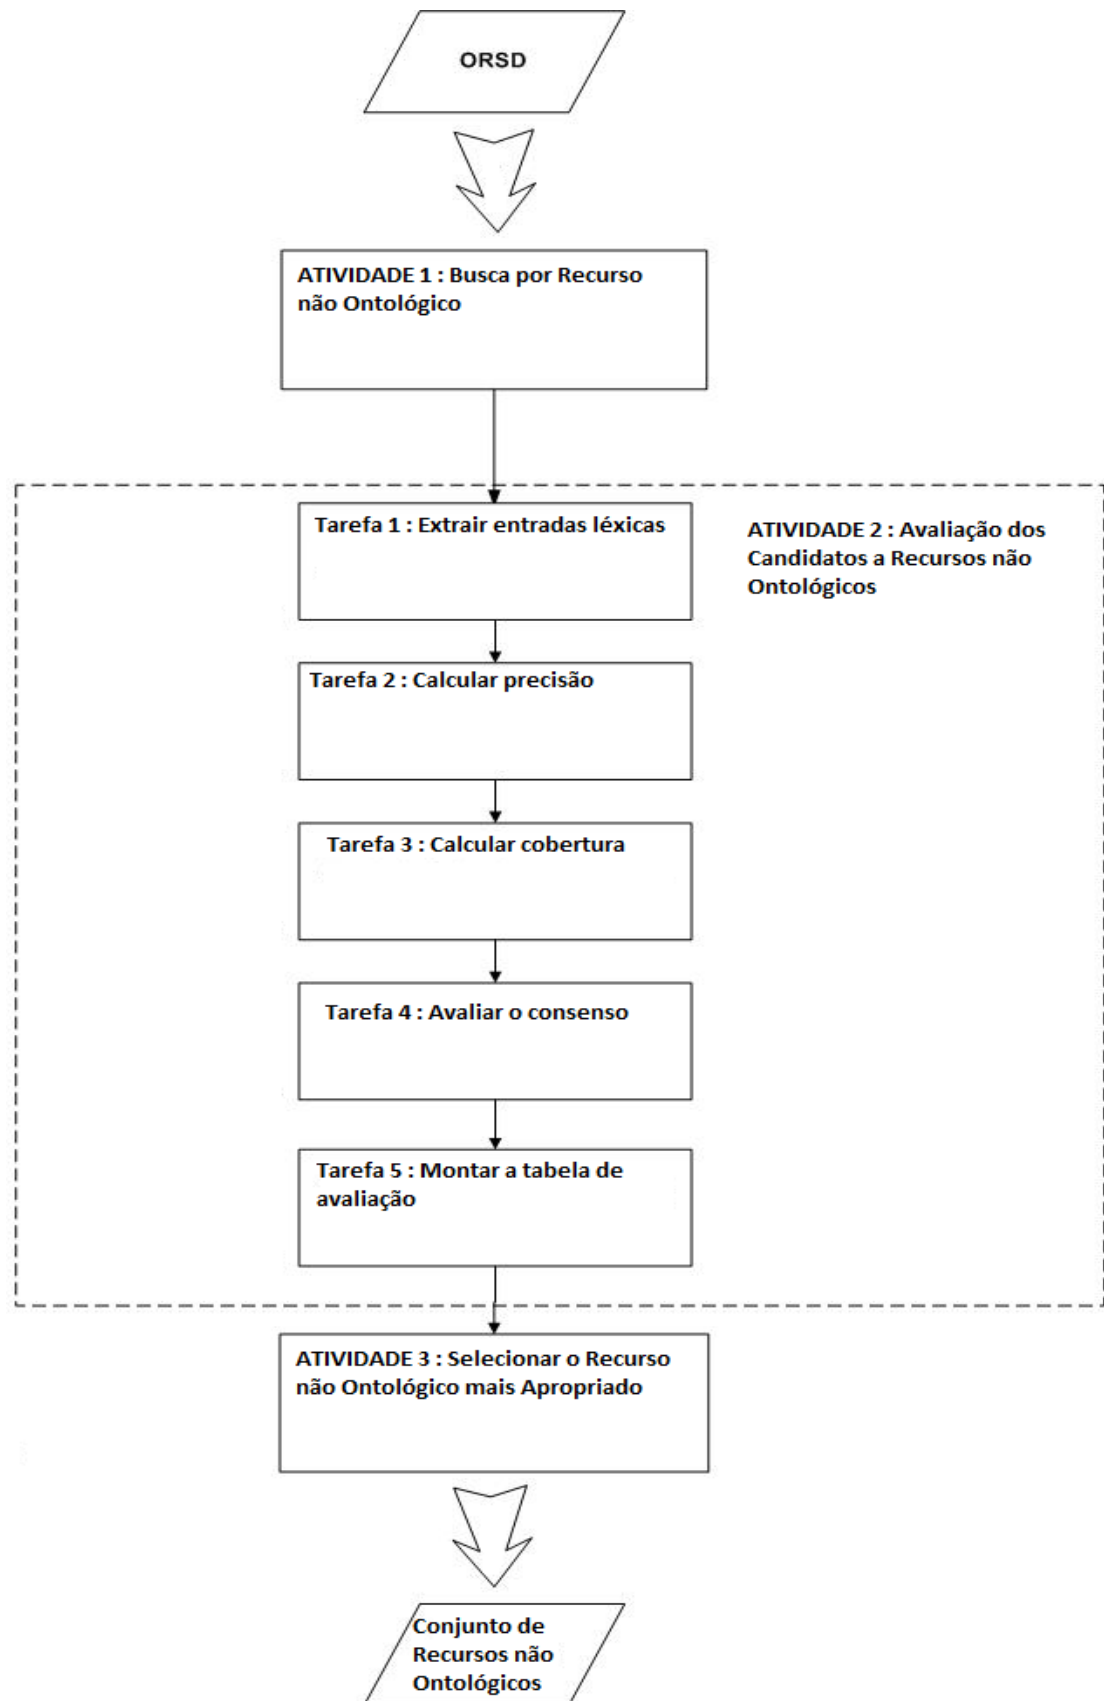 ORSD
ATIVIDADE 1 : Busca por Recurso
não Ontológico
Tarefa 1 : Extrair entradas léxicas
ATIVIDADE 2 : Avaliação dos
Candidatos a Recursos não
Ontológicos
Tarefa 2 : Calcular precisão
Tarefa 3 : Calcular cobertura
Tarefa 4 : Avaliar o consenso
Tarefa 5 : Montar a tabela de
avaliação
ATIVIDADE 3 : Selecionar o Recurso
não Ontológico mais Apropriado
Conjunto de
Recursos não
Ontológicos